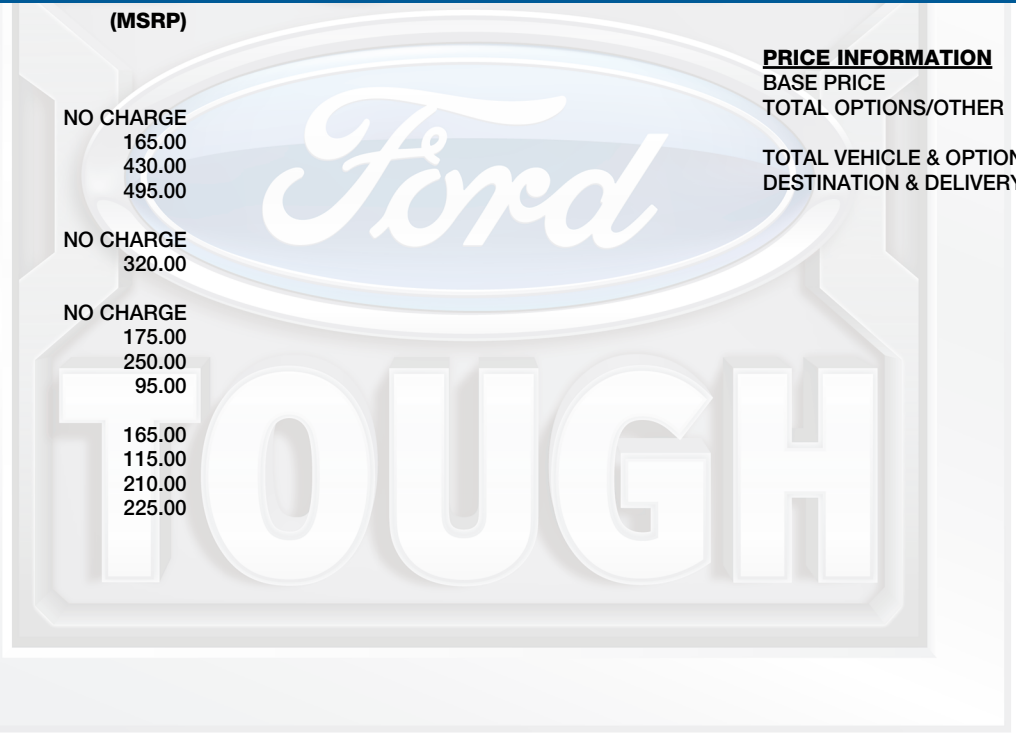 (MSRP)
NO CHARGE
165.00
430.00
495.00
NO CHARGE
320.00
NO CHARGE
175.00
250.00
95.00
165.00
115.00
210.00
225.00
PRICE INFORMATION
BASE PRICE
TOTAL OPTIONS/OTHER
TOTAL VEHICLE & OPTION
DESTINATION & DELIVERY
Ford
TOUGH